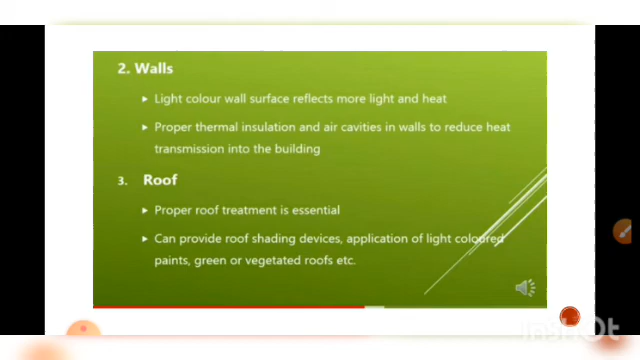 2. Walls
Light colour wall surface reflects more light and heat
Proper thermal insulation and air cavities in walls to reduce heat
transmission into the building
3. Roof
Proper roof treatment is essential
Can provide roof shading devices, application of light coloured
paints, green or vegetated roofs etc.
InShOt